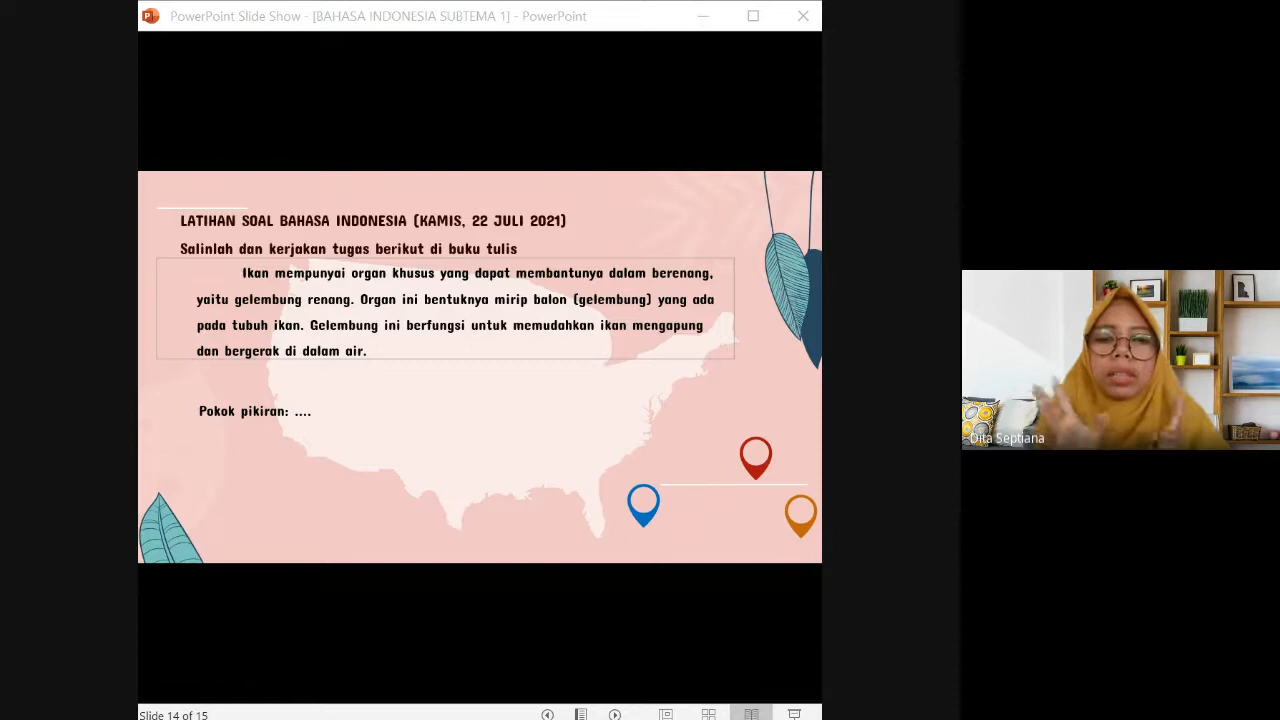 PowerPoint Slide Show - [BAHASA INDONESIA SUBTEMA 1] - PowerPoint
LATIHAN SOAL BAHASA INDONESIA (KAMIS, 22 JULI 2021)
Salinlah dan kerjakan tugas berikut di buku tulis
Ikan mempunyai organ khusus yang dapat membantunya dalam berenang,
yaitu gelembung renang. Organ ini bentuknya mirip balon (gelembung) yang ada
pada tubuh ikan. Gelembung ini berfungsi untuk memudahkan ikan mengapung
dan bergerak di dalam air.
Pokok pikiran: ....
Dita Septiana
Slide 14 of 15